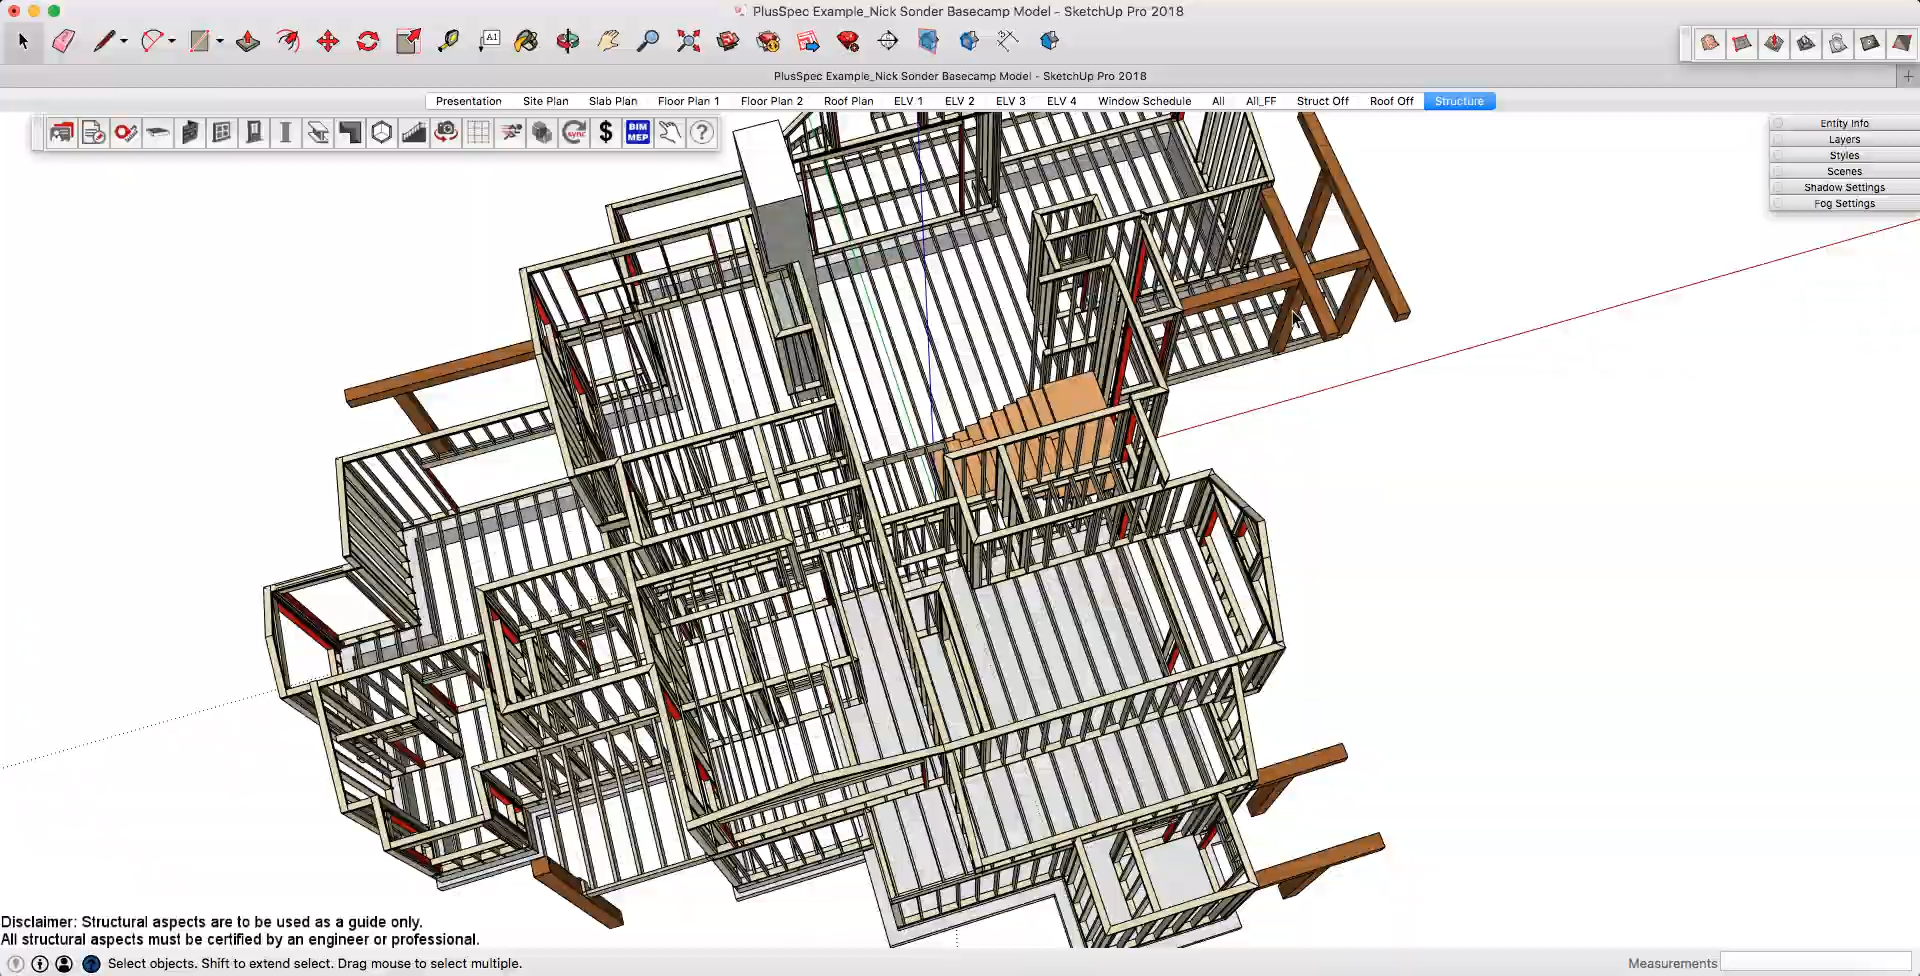 PlusSpec Example_Nick Sonder Basecamp Model - SketchUp Pro 2018
A1
PlusSpec Example_Nick Sonder Basecamp Model - SketchUp Pro 2018
Presentation Site Plan Slab Plan Floor Plan 1 Floor Plan 2 Roof Plan ELV 1 ELV 2 ELV 3 ELV 4 Window Schedule All All_FF Struct Off Roof Off Structure
sync $ BIM MEP ?
Entity Info
Layers
Styles
Scenes
Shadow Settings
Fog Settings
Disclaimer: Structural aspects are to be used as a guide only.
All structural aspects must be certified by an engineer or professional.
Select objects. Shift to extend select. Drag mouse to select multiple.
Measurements